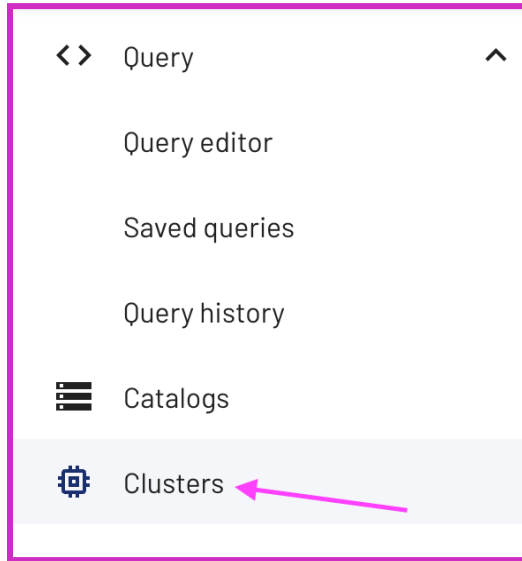 Query
Query editor
Saved queries
Query history
Catalogs
Clusters